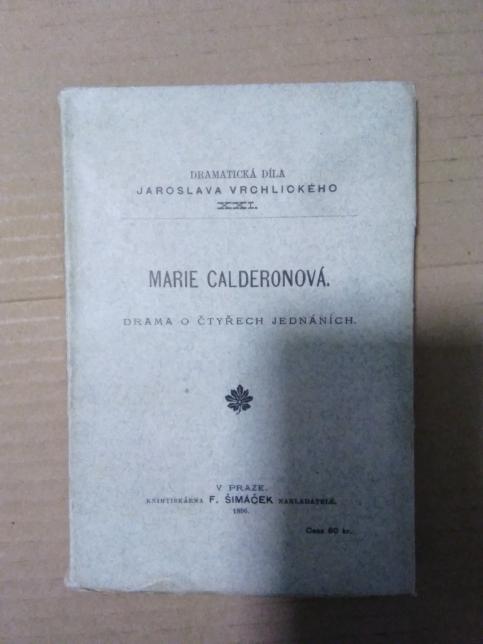 DRAMATICKÁ DÍLA
JAROSLAVA VRCHLICKÉHO
XXI.
MARIE CALDERONOVÁ.
DRAMA O ČTYŘECH JEDNÁNÍCH.
V PRAZE.
KNIHTISKÁRNA F. ŠIMÁČEK NAKLADATELÉ.
1896.
Cena 60 kr.